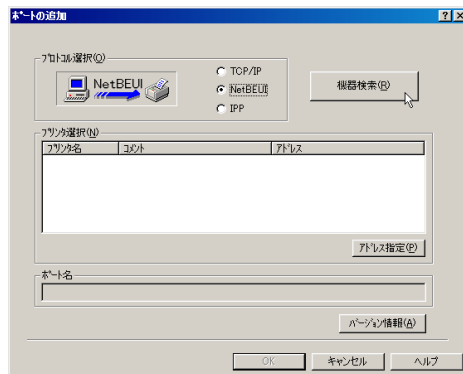 ﾎﾟｰﾄの追加
ﾌﾟﾛﾄｺﾙ選択(O)
NetBEUI
TCP/IP
NetBEUI
IPP
機器検索(R)
ﾌﾟﾘﾝﾀ選択(N)
ﾌﾟﾘﾝﾀ名 ｺﾒﾝﾄ ｱﾄﾞﾚｽ
ｱﾄﾞﾚｽ指定(P)
ﾎﾟｰﾄ名
ﾊﾞｰｼﾞｮﾝ情報(A)
OK キャンセル ヘルプ